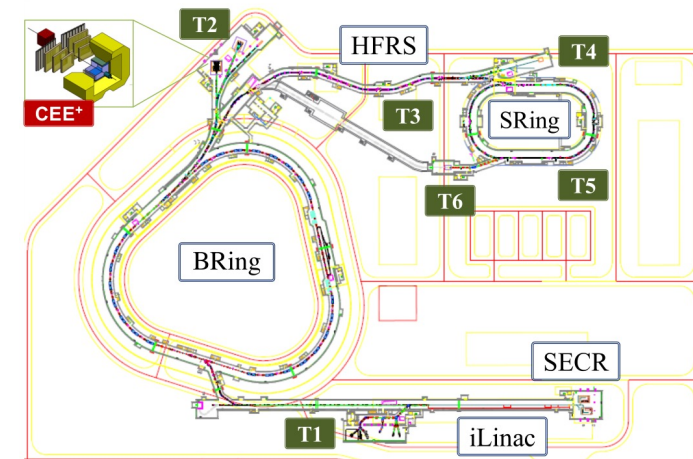 T2
HFRS
T4
CEE+
T3
SRing
T6
T5
BRing
SECR
T1
iLinac